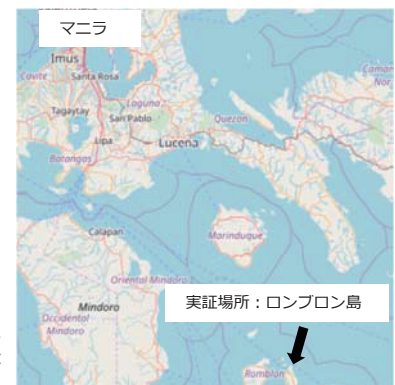 マニラ
Imus
Cavite
Santa Rosa
Tagaytay
Laguna
San Pablo
Lipa
Lucena
Quezon
Batangas
Calapan
Marinduque
Oriental Mindoro
Mindoro
Occidental
Mindoro
実証場所：ロンブロン島
Romblon